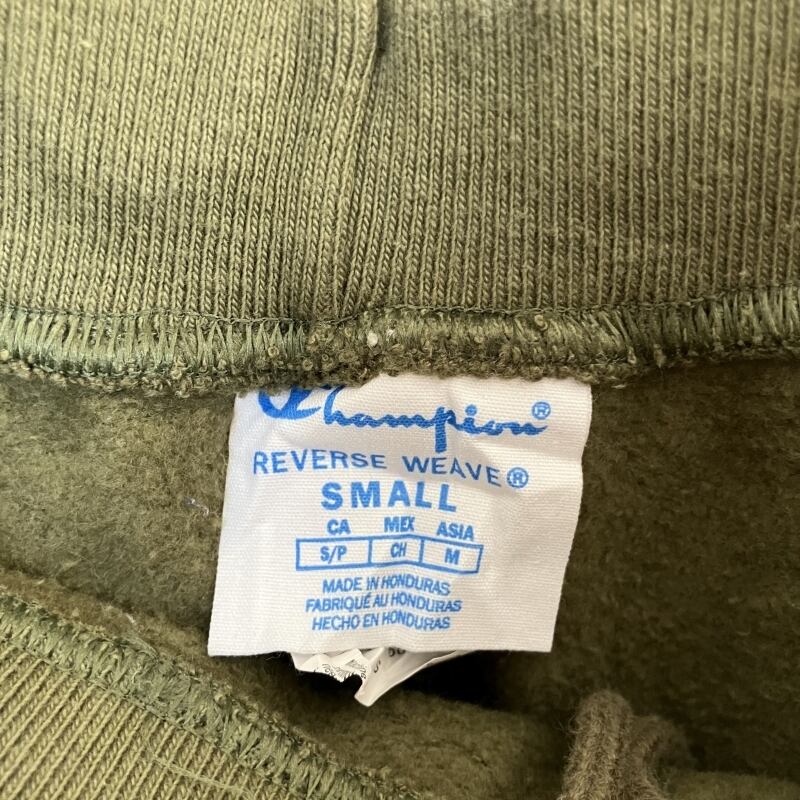 Champion®
REVERSE WEAVE®
SMALL
CA MEX ASIA
S/P CH M
MADE IN HONDURAS
FABRIQUÉ AU HONDURAS
HECHO EN HONDURAS